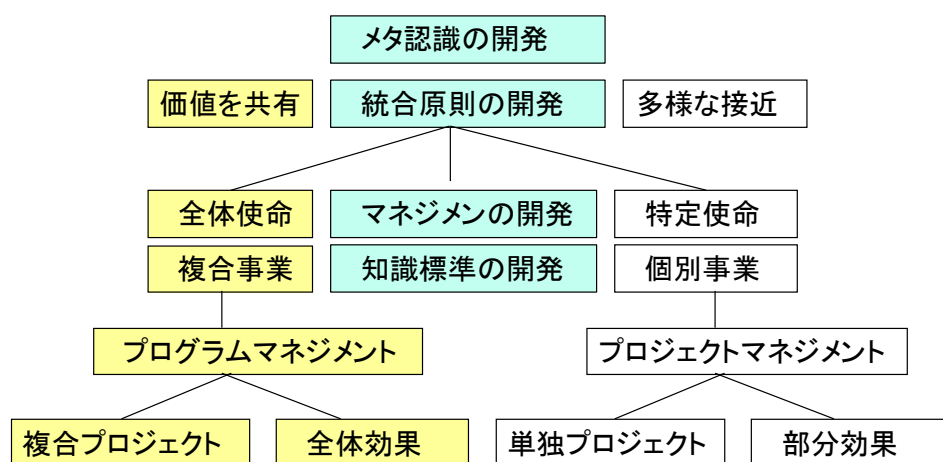 メタ認識の開発
価値を共有 統合原則の開発 多様な接近
全体使命 マネジメンの開発 特定使命
複合事業 知識標準の開発 個別事業
プログラムマネジメント プロジェクトマネジメント
複合プロジェクト 全体効果 単独プロジェクト 部分効果